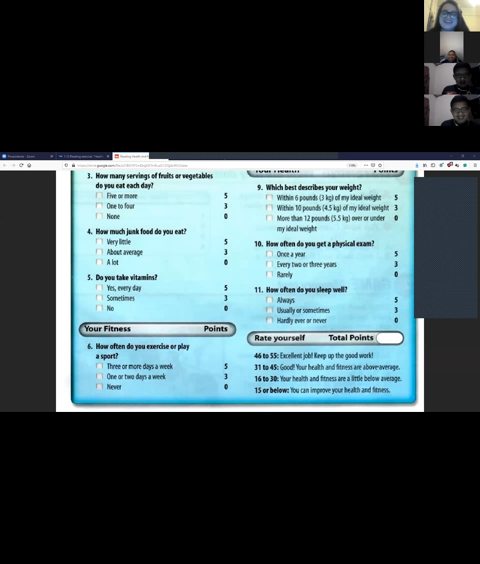 3. How many servings of fruits or vegetables
do you eat each day?
Five or more 5
One to four 3
None 0
4. How much junk food do you eat?
Very little 5
About average 3
A lot 0
5. Do you take vitamins?
Yes, every day 5
Sometimes 3
No 0
Your Fitness Points
6. How often do you exercise or play
a sport?
Three or more days a week 5
One or two days a week 3
Never 0
Your Health Points
9. Which best describes your weight?
Within 6 pounds (3 kg) of my ideal weight 5
Within 10 pounds (4.5 kg) of my ideal weight 3
More than 12 pounds (5.5 kg) over or under 0
my ideal weight
10. How often do you get a physical exam?
Once a year 5
Every two or three years 3
Rarely 0
11. How often do you sleep well?
Always 5
Usually or sometimes 3
Hardly ever or never 0
Rate yourself Total Points
46 to 55: Excellent job! Keep up the good work!
31 to 45: Good! Your health and fitness are above average.
16 to 30: Your health and fitness are a little below average.
15 or below: You can improve your health and fitness.